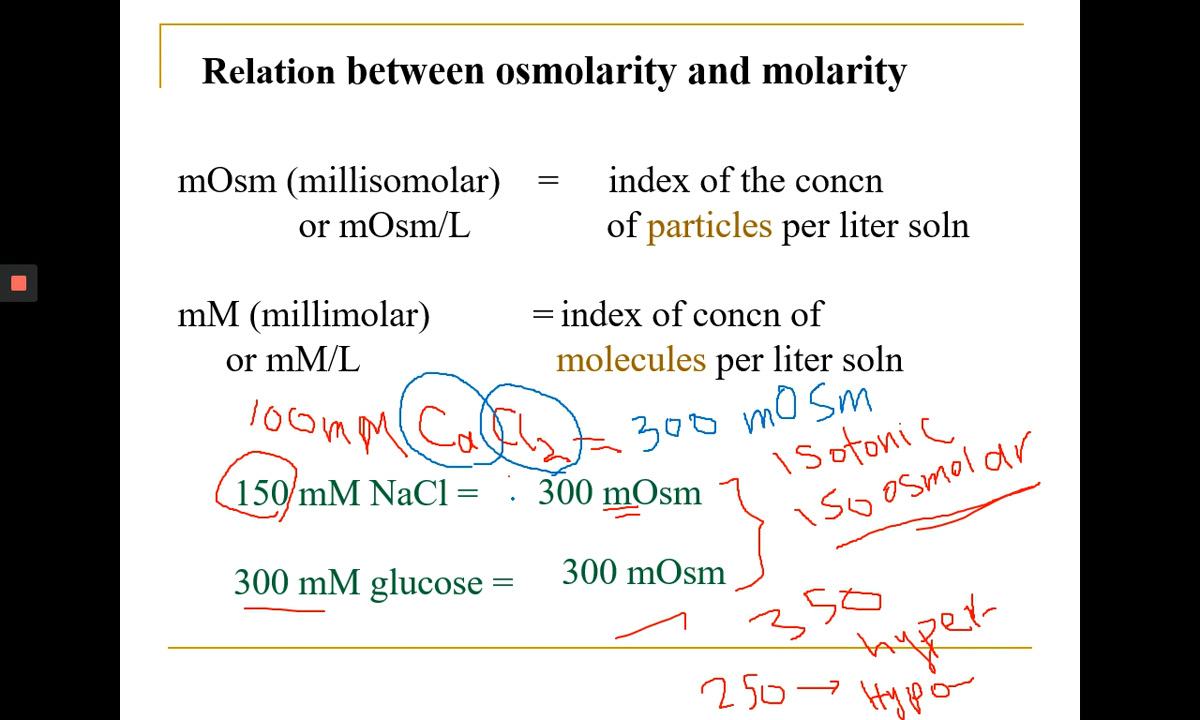 Relation between osmolarity and molarity
mOsm (millisomolar) = index of the concn
or mOsm/L of particles per liter soln
mM (millimolar) = index of concn of
or mM/L molecules per liter soln
100mM CaCl2 = 300 mOSm
150 mM NaCl = 300 mOsm
isotonic
isoosmolar
300 mM glucose = 300 mOsm
350
hyper-
250 → Hypo-